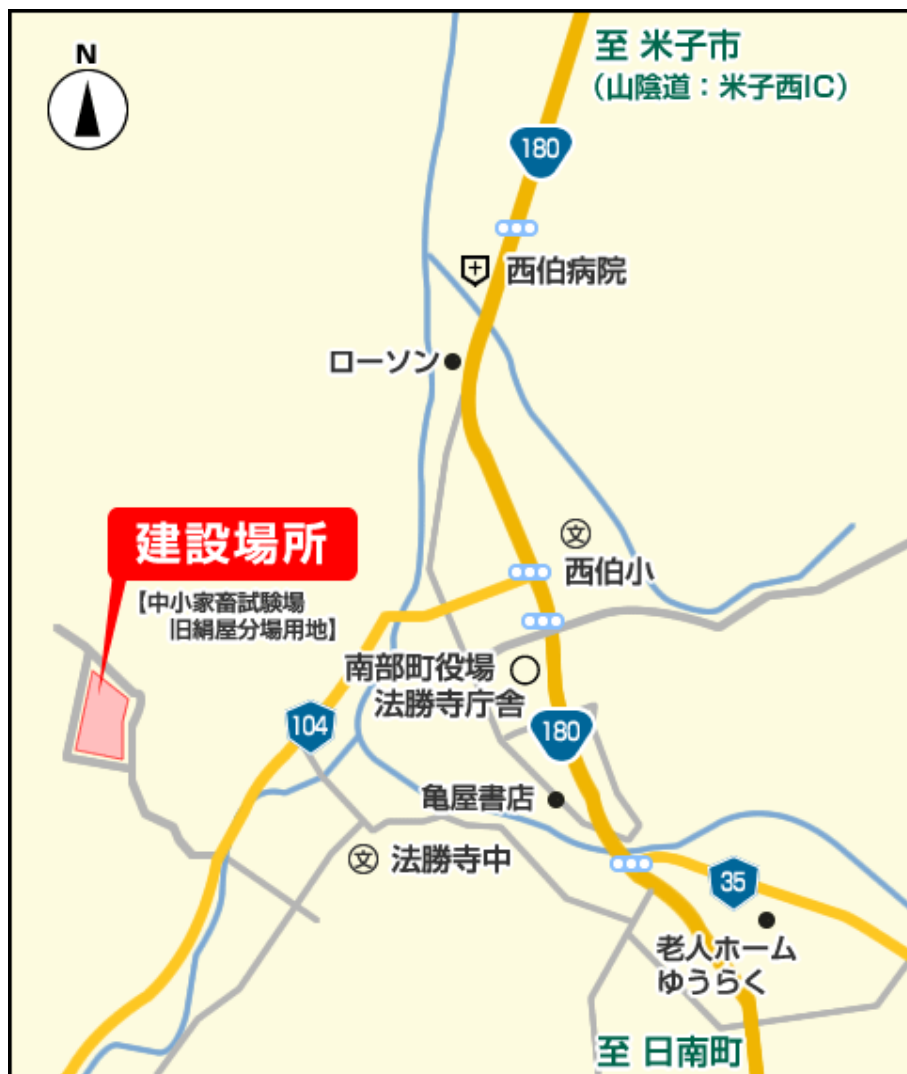 N
至 米子市
(山陰道：米子西IC)
180
西伯病院
ローソン
建設場所
【中小家畜試験場
旧絹屋分場用地】
文
西伯小
南部町役場
法勝寺庁舎
104
180
亀屋書店
文
法勝寺中
35
老人ホーム
ゆうらく
至 日南町